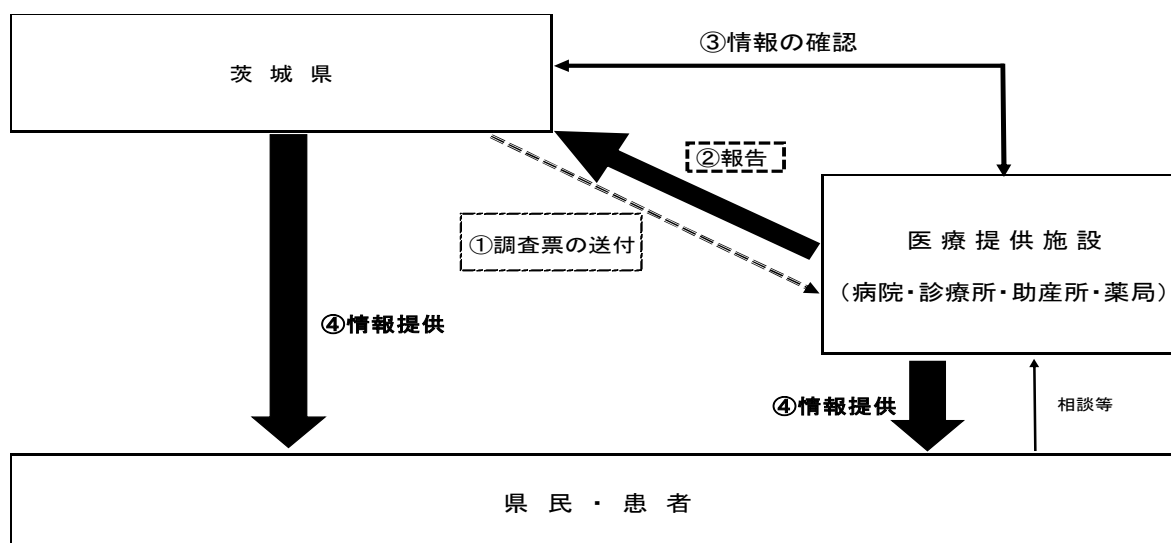 ③情報の確認
茨城県
②報告
①調査票の送付
医療提供施設
（病院・診療所・助産所・薬局）
④情報提供
④情報提供
相談等
県民・患者